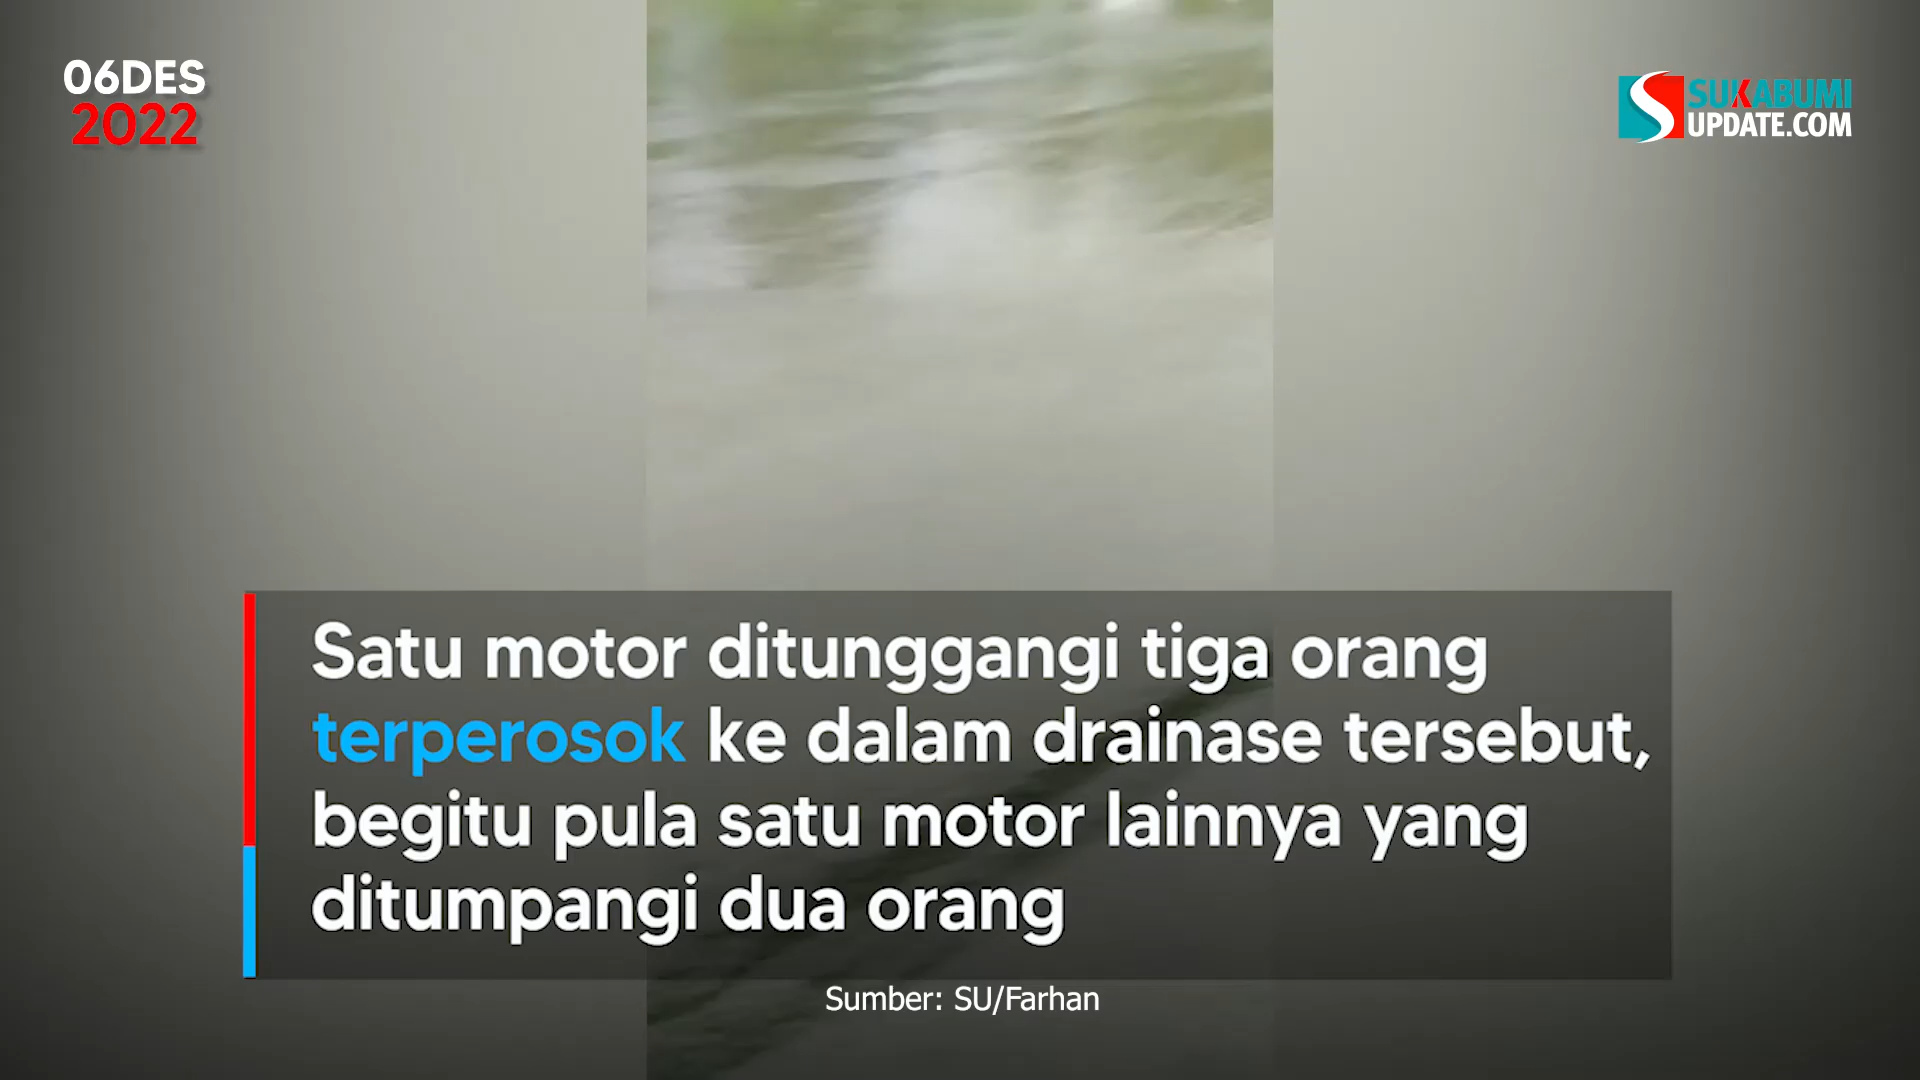 06DES
2022
SUKABUMI
UPDATE.COM
Satu motor ditunggangi tiga orang
terperosok ke dalam drainase tersebut,
begitu pula satu motor lainnya yang
ditumpangi dua orang
Sumber: SU/Farhan